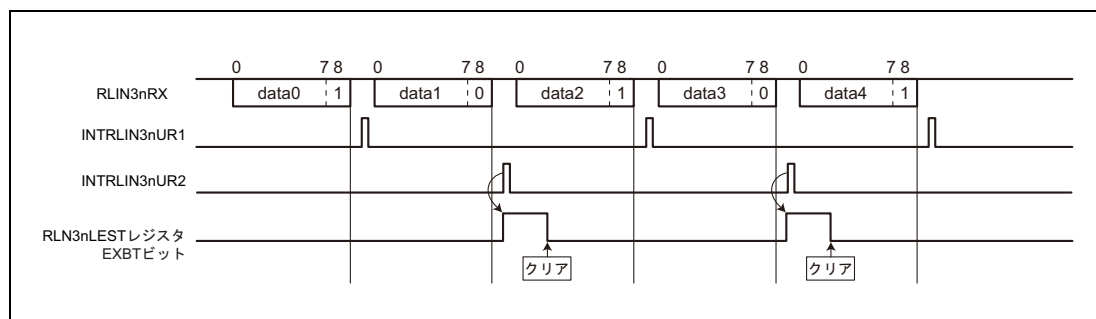 0 7 8 0 7 8 0 7 8 0 7 8 0 7 8
RLIN3nRX data0 1 data1 0 data2 1 data3 0 data4 1
INTRLIN3nUR1
INTRLIN3nUR2
RLN3nLESTレジスタ
EXBTビット
クリア クリア